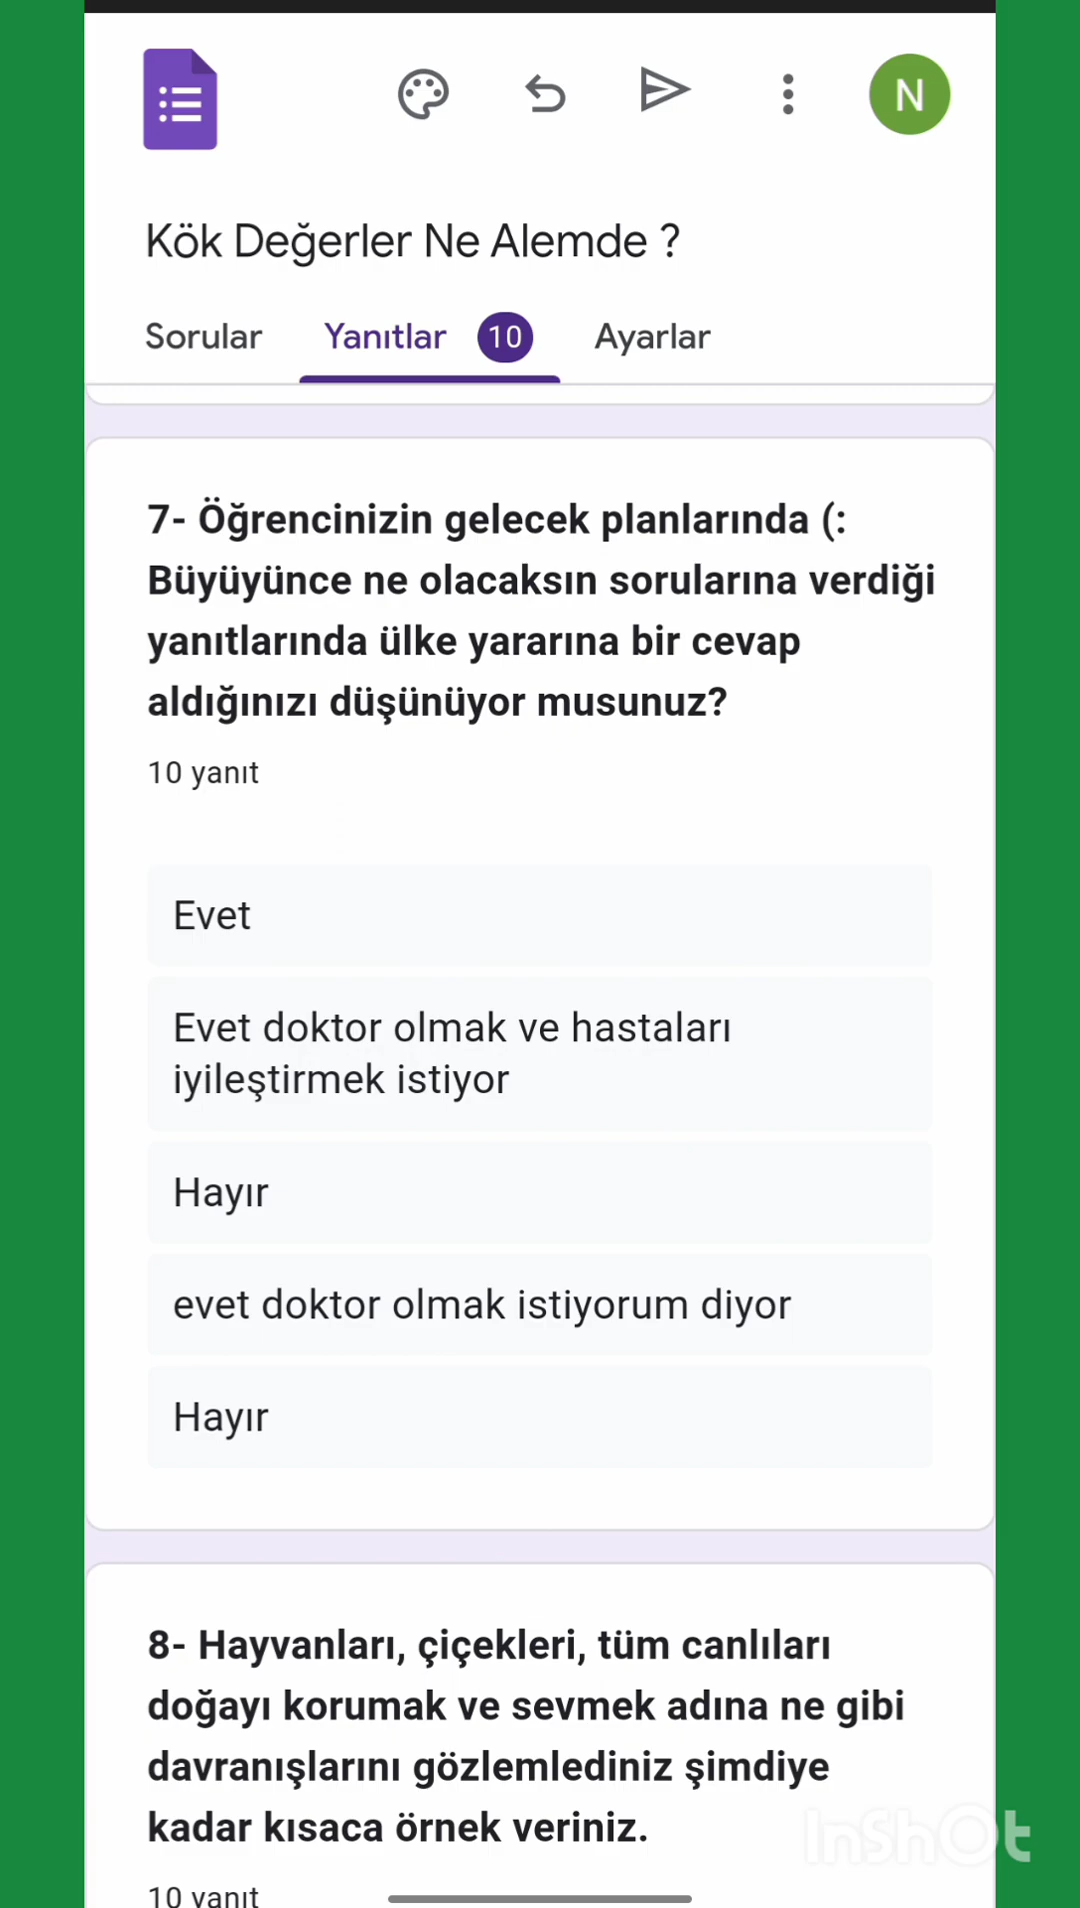 N
Kök Değerler Ne Alemde ?
Sorular Yanıtlar 10 Ayarlar
7- Öğrencinizin gelecek planlarında (:
Büyüyünce ne olacaksın sorularına verdiği
yanıtlarında ülke yararına bir cevap
aldığınızı düşünüyor musunuz?
10 yanıt
Evet
Evet doktor olmak ve hastaları
iyileştirmek istiyor
Hayır
evet doktor olmak istiyorum diyor
Hayır
8- Hayvanları, çiçekleri, tüm canlıları
doğayı korumak ve sevmek adına ne gibi
davranışlarını gözlemlediniz şimdiye
kadar kısaca örnek veriniz.
InShOt
10 yanıt